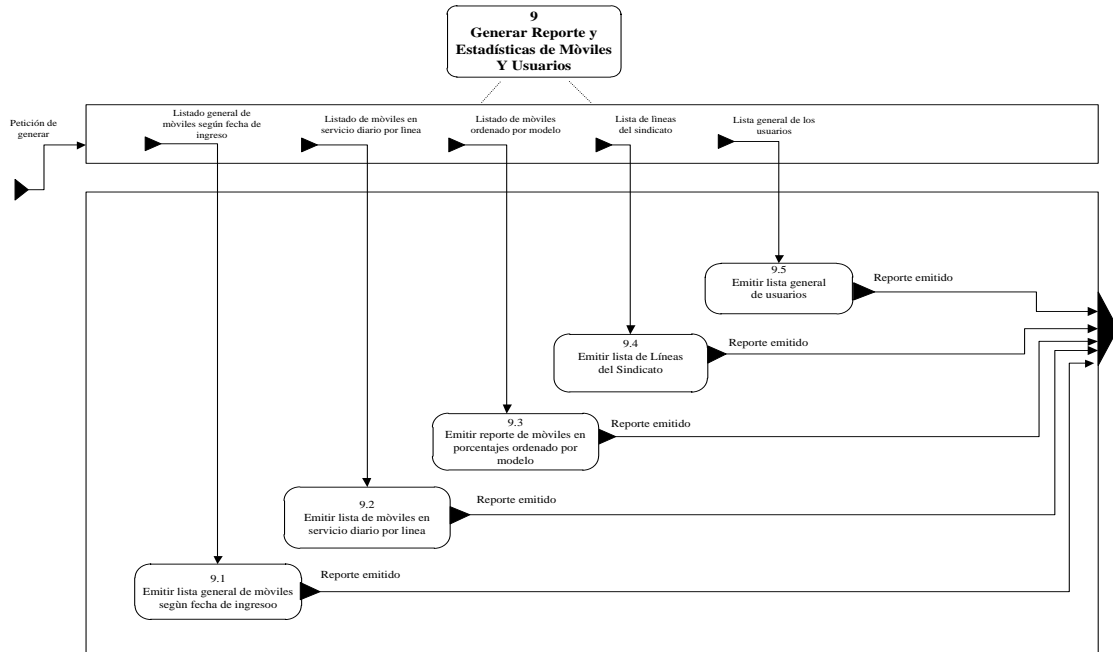 9
Generar Reporte y
Estadísticas de Mòviles
Y Usuarios
Petición de
generar
Listado general de
mòviles según fecha de
ingreso
Listado de mòviles en
servicio diario por lìnea
Listado de mòviles
ordenado por modelo
Lista de lìneas
del sindicato
Lista general de los
usuarios
9.5
Emitir lista general
de usuarios
Reporte emitido
9.4
Emitir lista de Líneas
del Sindicato
Reporte emitido
9.3
Emitir reporte de mòviles en
porcentajes ordenado por
modelo
Reporte emitido
9.2
Emitir lista de mòviles en
servicio diario por linea
Reporte emitido
9.1
Emitir lista general de mòviles
segùn fecha de ingresoo
Reporte emitido